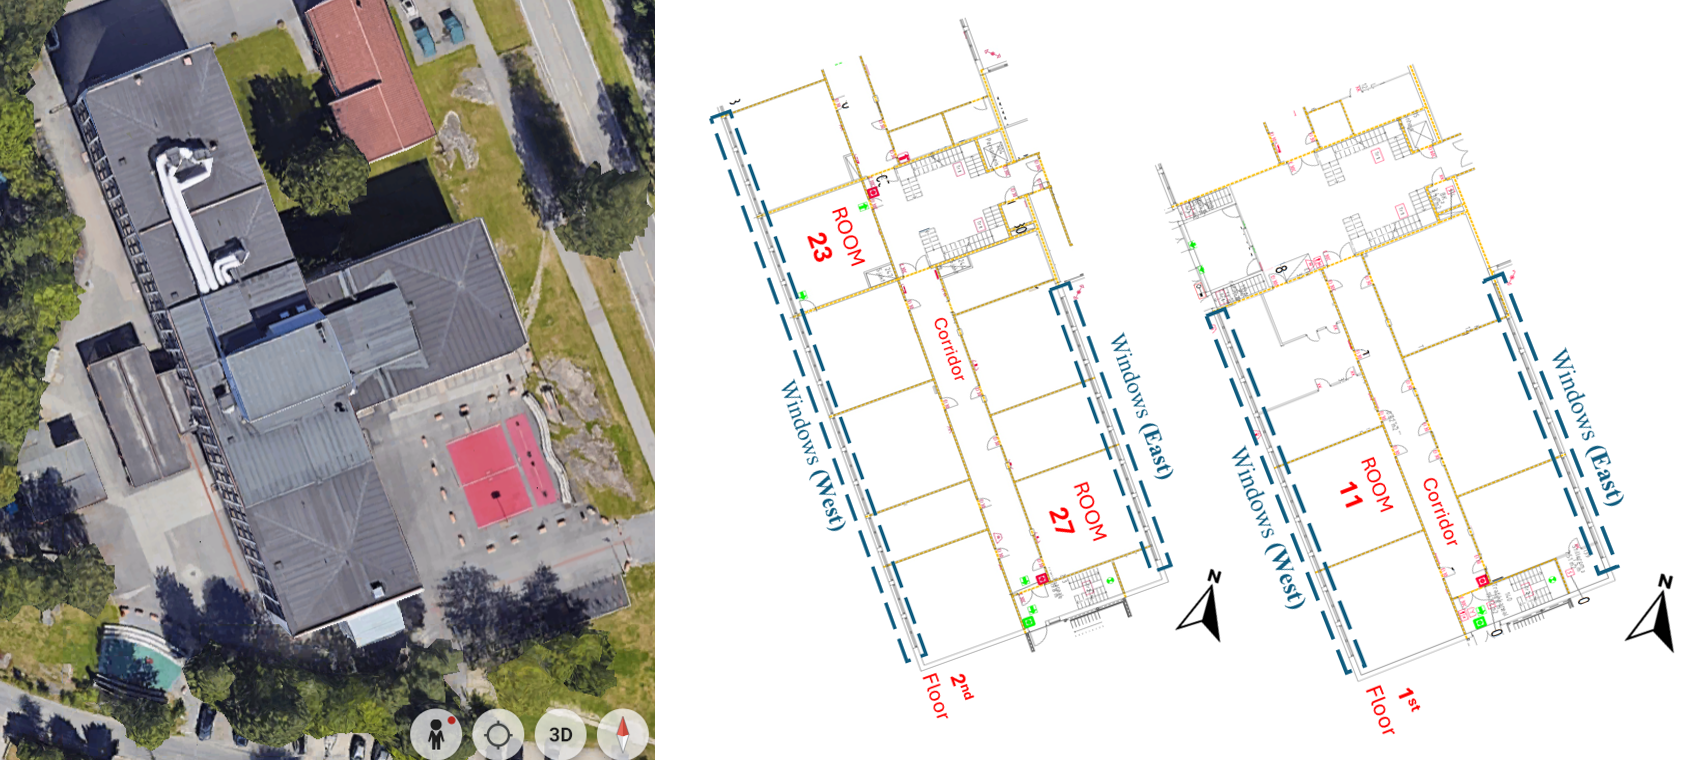 3D
ROOM
23
Corridor
Windows (West)
Windows (East)
ROOM
27
N
2nd
Floor
8
ROOM
11
Corridor
Windows (West)
Windows (East)
N
1st
Floor